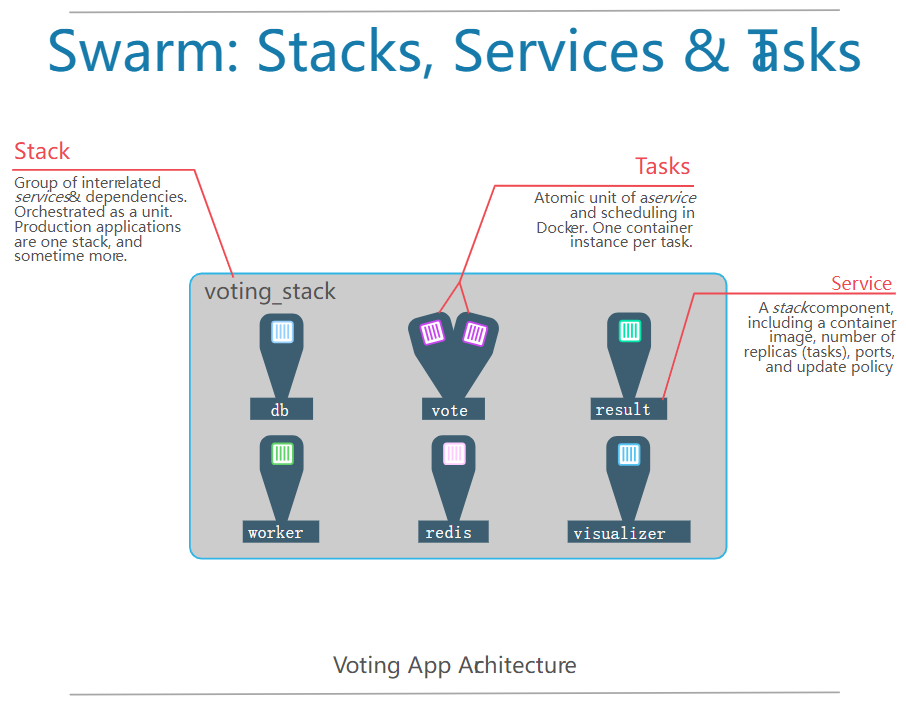 Swarm: Stacks, Services & Tasks
Stack
Group of interrelated
services& dependencies.
Orchestrated as a unit.
Production applications
are one stack, and
sometime more.
Tasks
Atomic unit of a service
and scheduling in
Docker. One container
instance per task.
Service
A stack component,
including a container
image, number of
replicas (tasks), ports,
and update policy
voting_stack
db
vote
result
worker
redis
visualizer
Voting App Architecture